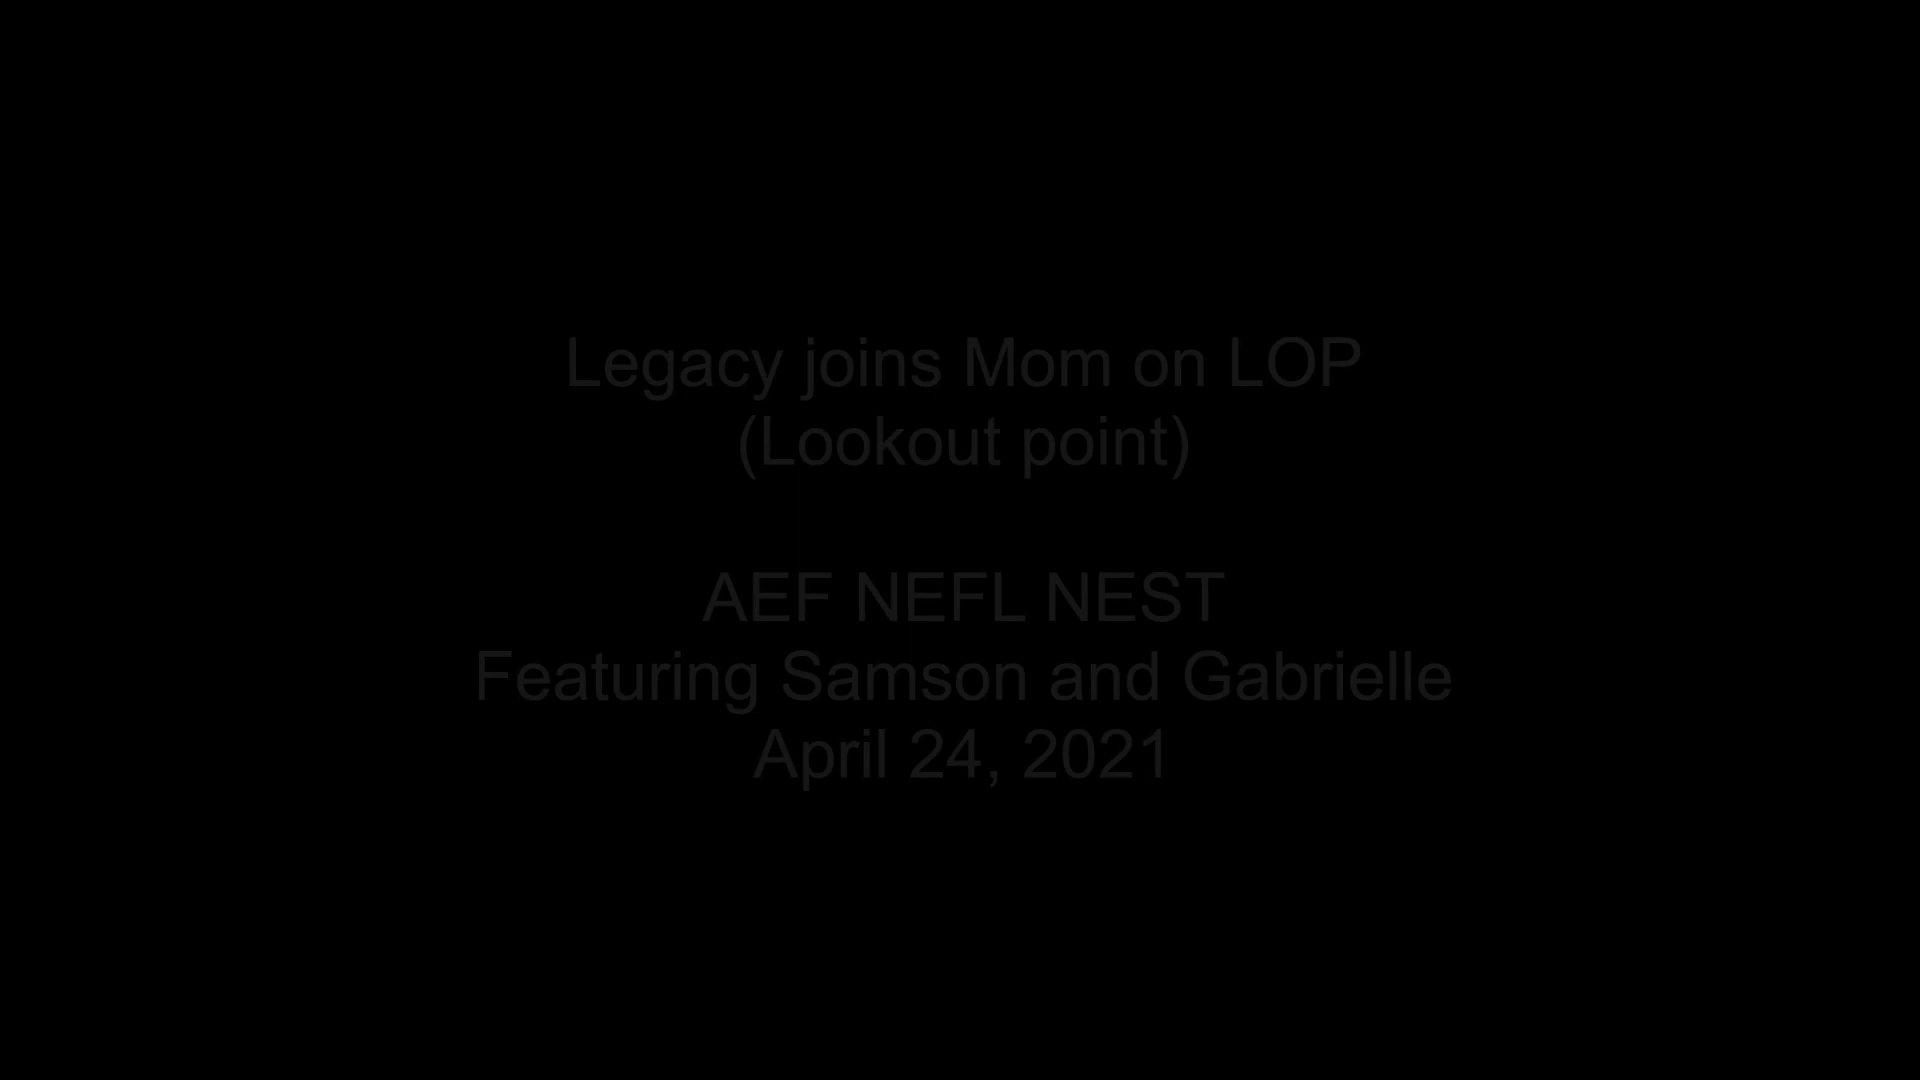 Legacy joins Mom on LOP
(Lookout point)
AEF NEFL NEST
Featuring Samson and Gabrielle
April 24, 2021